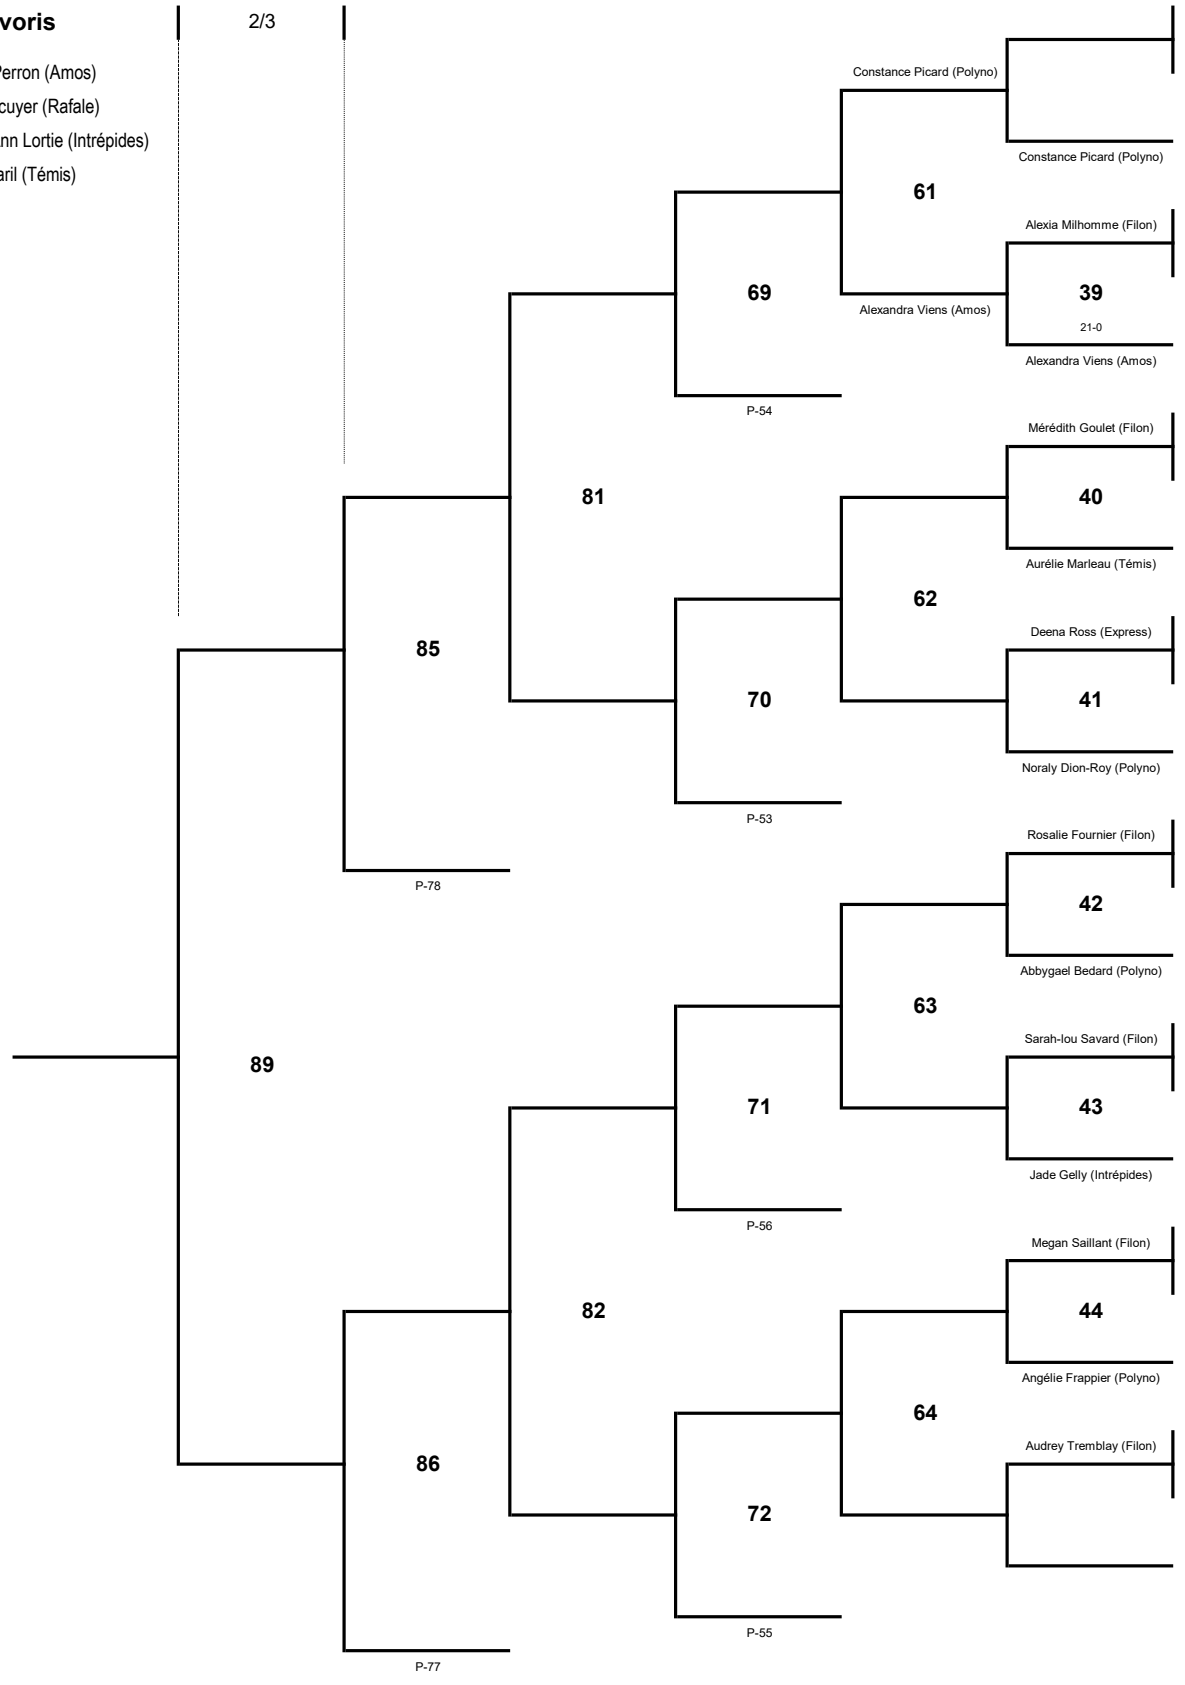 voris
2/3
Perron (Amos)
cuyer (Rafale)
nn Lortie (Intrépides)
aril (Témis)
Constance Picard (Polyno)
Constance Picard (Polyno)
61
Alexia Milhomme (Filon)
69
39
Alexandra Viens (Amos)
21-0
Alexandra Viens (Amos)
P-54
Mérédith Goulet (Filon)
81
40
Aurélie Marleau (Témis)
62
Deena Ross (Express)
85
70
41
Noraly Dion-Roy (Polyno)
P-53
Rosalie Fournier (Filon)
P-78
42
Abbygael Bedard (Polyno)
63
Sarah-lou Savard (Filon)
89
71
43
Jade Gelly (Intrépides)
P-56
Megan Saillant (Filon)
82
44
Angélie Frappier (Polyno)
64
Audrey Tremblay (Filon)
86
72
P-55
P-77